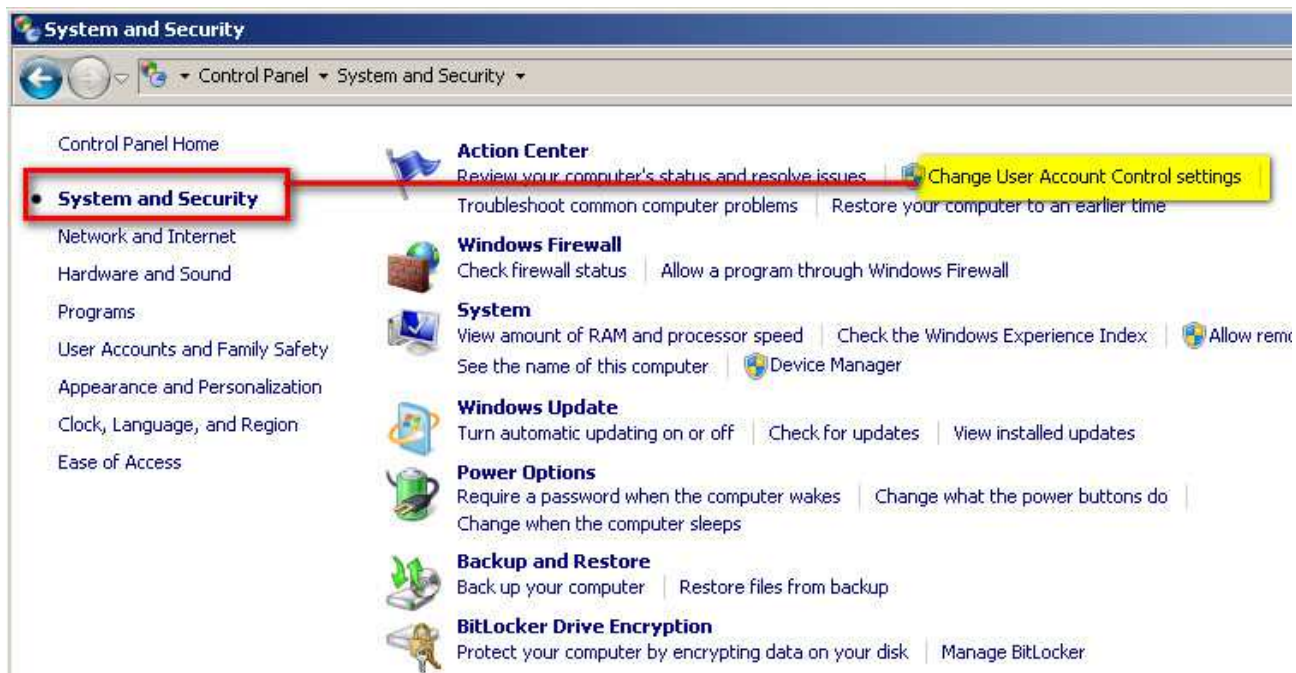 System and Security
Control Panel System and Security
Control Panel Home
System and Security
Network and Internet
Hardware and Sound
Programs
User Accounts and Family Safety
Appearance and Personalization
Clock, Language, and Region
Ease of Access
Action Center
Review your computer's status and resolve issues Change User Account Control settings
Troubleshoot common computer problems Restore your computer to an earlier time
Windows Firewall
Check firewall status Allow a program through Windows Firewall
System
View amount of RAM and processor speed Check the Windows Experience Index Allow remo
See the name of this computer Device Manager
Windows Update
Turn automatic updating on or off Check for updates View installed updates
Power Options
Require a password when the computer wakes Change what the power buttons do
Change when the computer sleeps
Backup and Restore
Back up your computer Restore files from backup
BitLocker Drive Encryption
Protect your computer by encrypting data on your disk Manage BitLocker